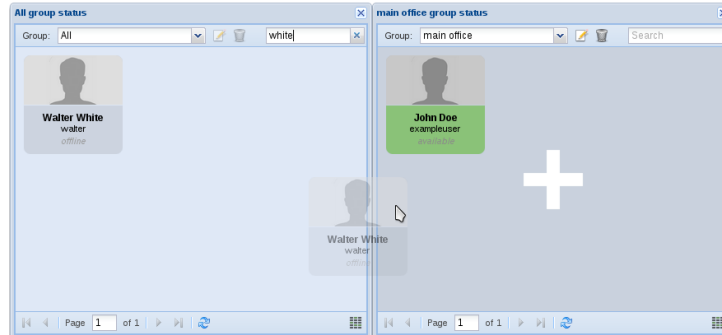 All group status
Group: All
white
Walter White
walter
offline
Walter White
walter
offline
Page 1 of 1
main office group status
Group: main office
Search
John Doe
exampleuser
available
Page 1 of 1